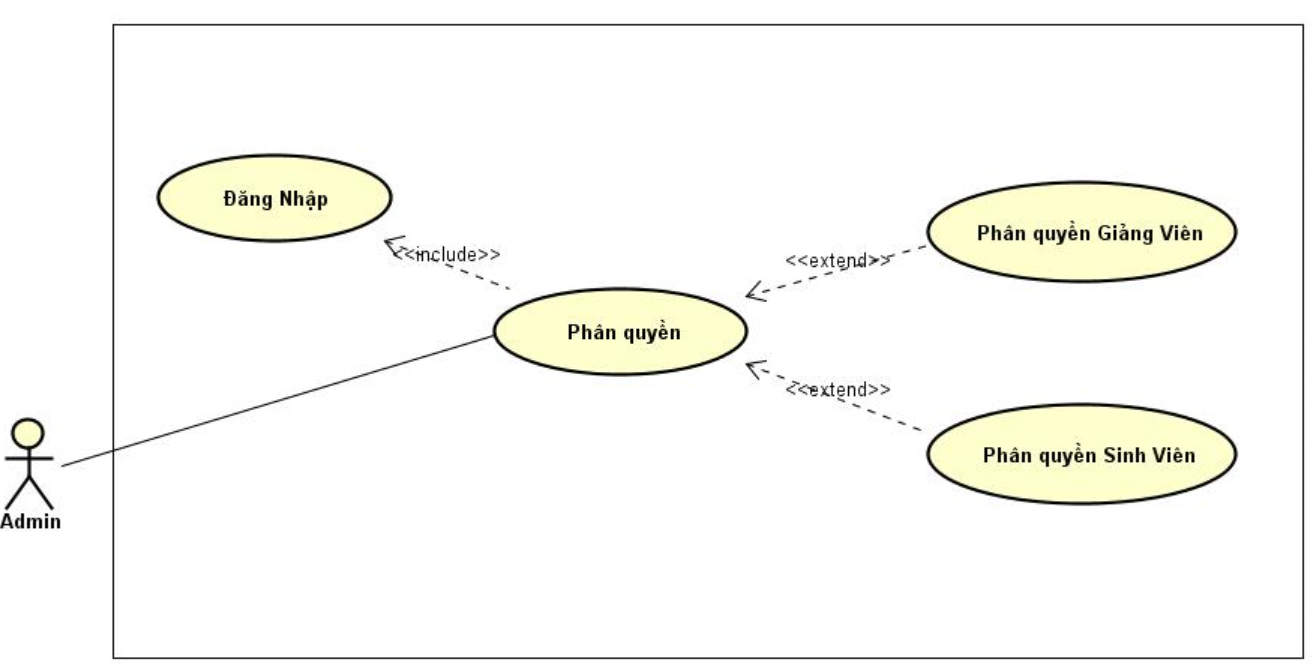 Đăng Nhập
Phân quyền Giảng Viên
<<include>>
<<extend>>
Phân quyền
<<extend>>
Phân quyền Sinh Viên
Admin